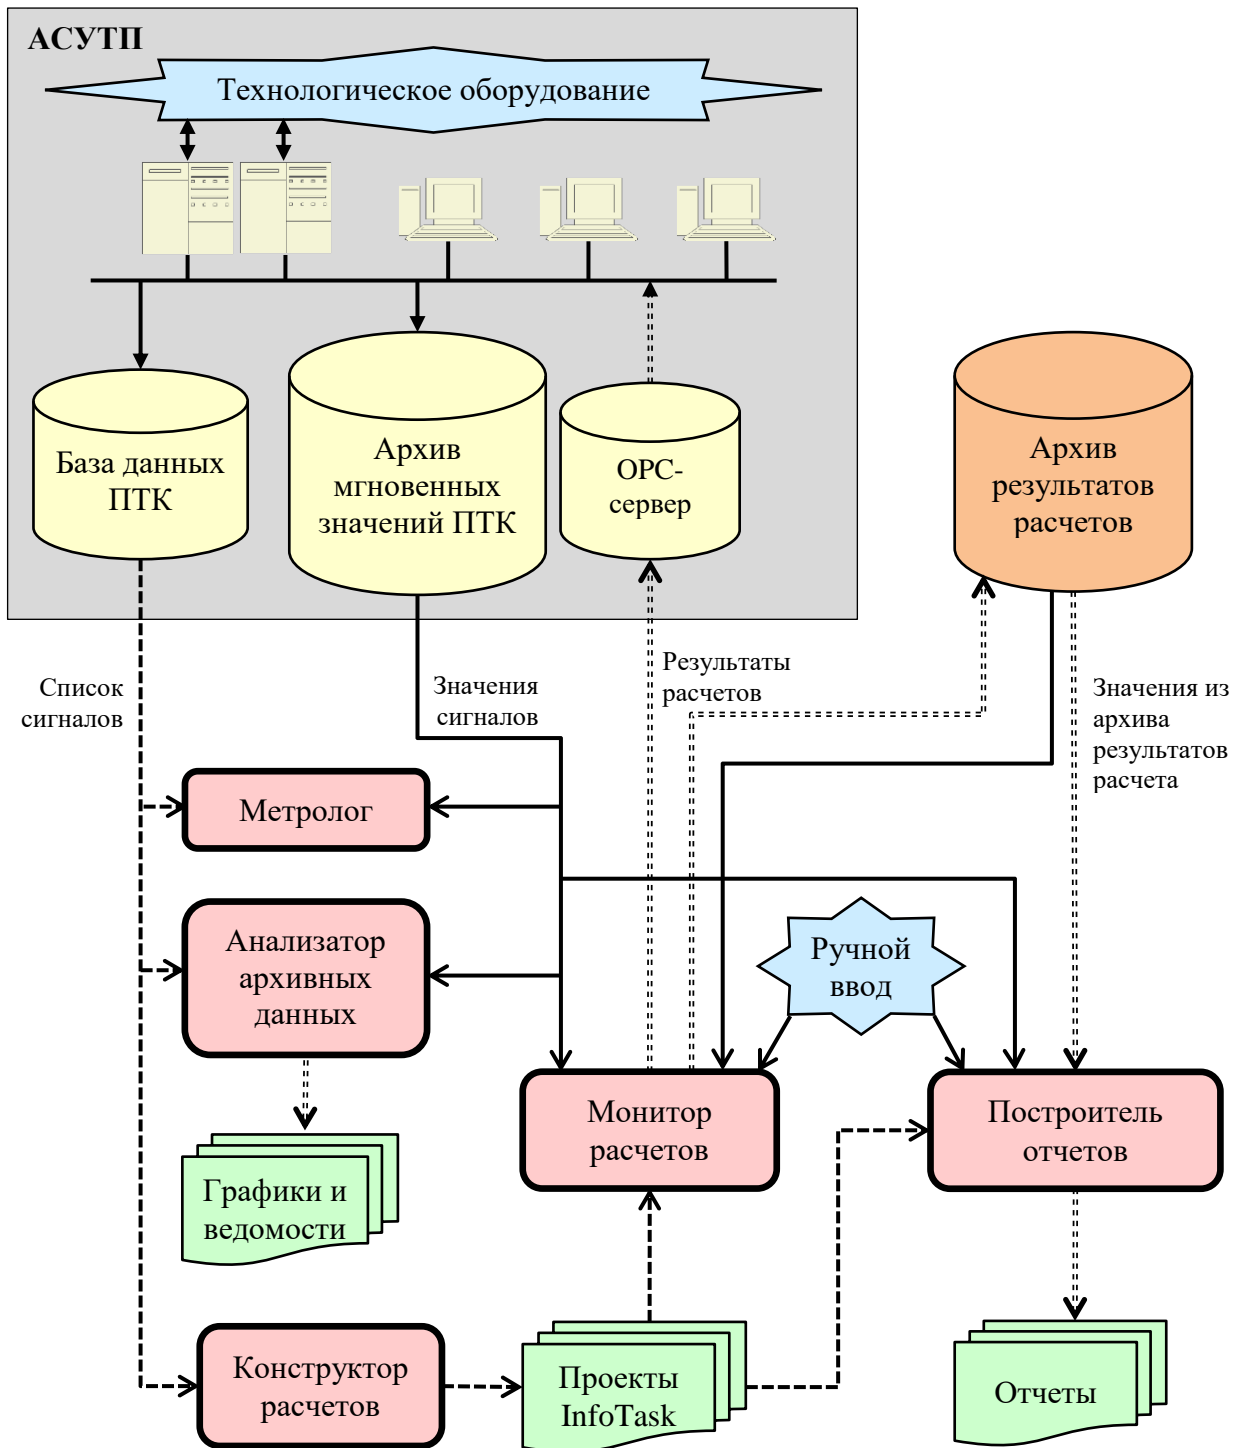 АСУТП
Технологическое оборудование
База данных
ПТК
Архив
мгновенных
значений ПТК
OPC-
сервер
Архив
результатов
расчетов
Список
сигналов
Значения
сигналов
Результаты
расчетов
Значения из
архива
результатов
расчета
Метролог
Анализатор
архивных
данных
Ручной
ввод
Монитор
расчетов
Построитель
отчетов
Графики и
ведомости
Конструктор
расчетов
Проекты
InfoTask
Отчеты